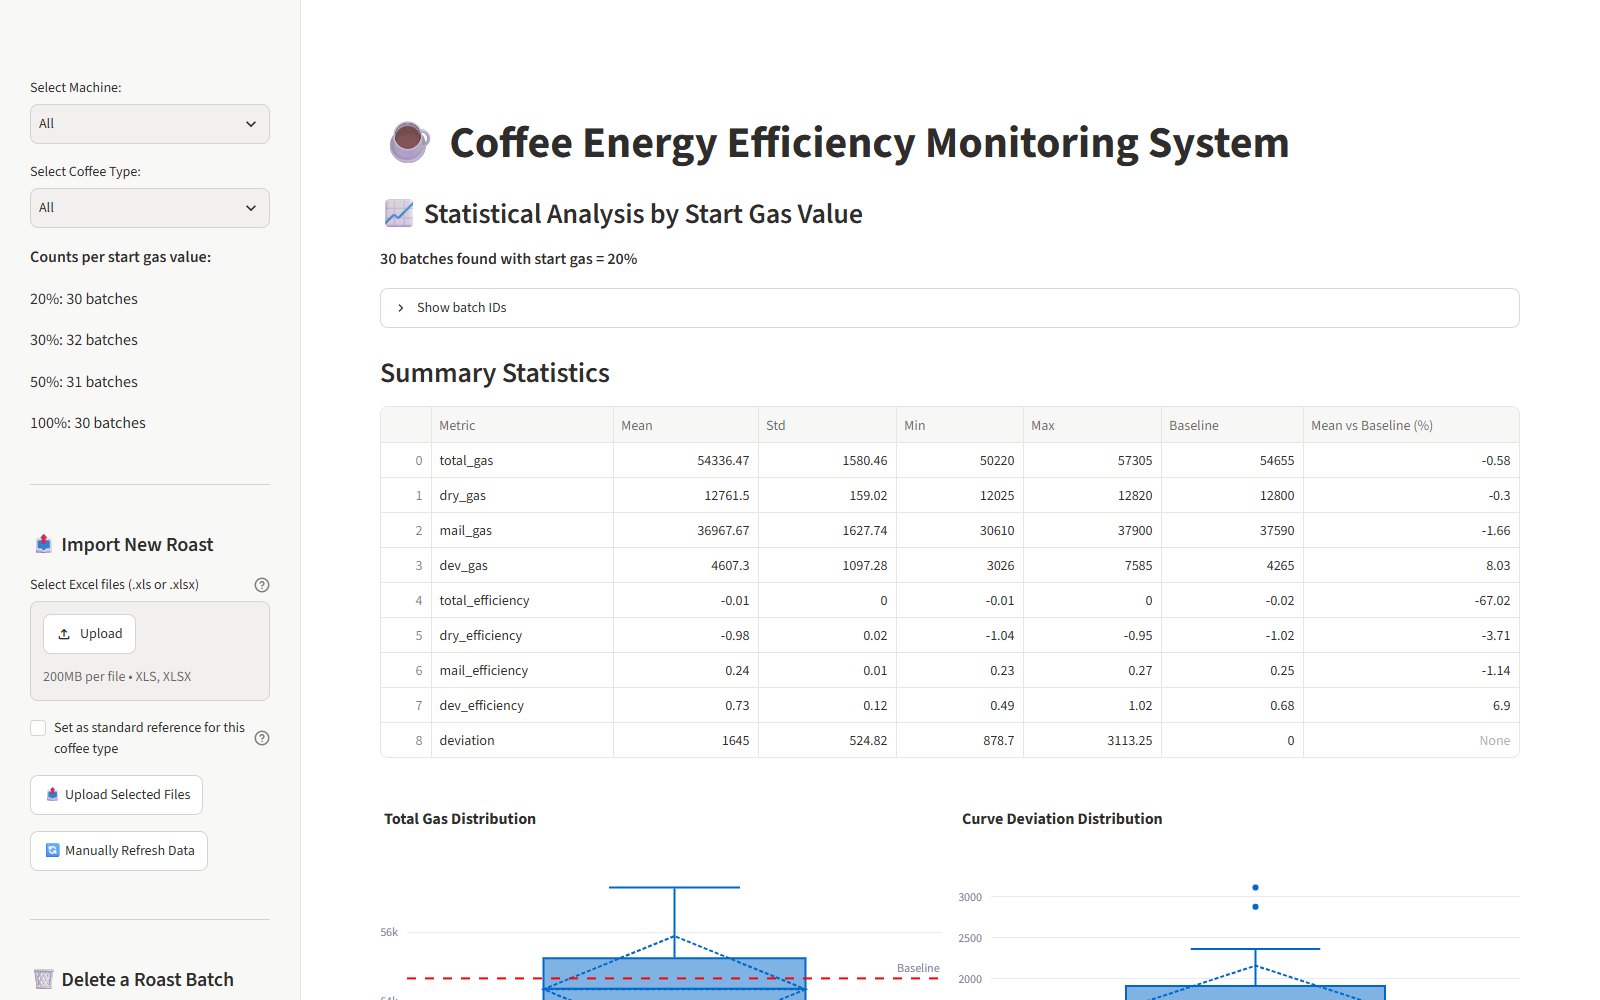 Select Machine:
All
Select Coffee Type:
All
Counts per start gas value:
20%: 30 batches
30%: 32 batches
50%: 31 batches
100%: 30 batches
Import New Roast
Select Excel files (.xls or .xlsx)
Upload
200MB per file • XLS, XLSX
Set as standard reference for this
coffee type
Upload Selected Files
Manually Refresh Data
Delete a Roast Batch
Coffee Energy Efficiency Monitoring System
Statistical Analysis by Start Gas Value
30 batches found with start gas = 20%
Show batch IDs
Summary Statistics
Metric Mean Std Min Max Baseline Mean vs Baseline (%)
0 total_gas 54336.47 1580.46 50220 57305 54655 -0.58
1 dry_gas 12761.5 159.02 12025 12820 12800 -0.3
2 mail_gas 36967.67 1627.74 30610 37900 37590 -1.66
3 dev_gas 4607.3 1097.28 3026 7585 4265 8.03
4 total_efficiency -0.01 0 -0.01 0 -0.02 -67.02
5 dry_efficiency -0.98 0.02 -1.04 -0.95 -1.02 -3.71
6 mail_efficiency 0.24 0.01 0.23 0.27 0.25 -1.14
7 dev_efficiency 0.73 0.12 0.49 1.02 0.68 6.9
8 deviation 1645 524.82 878.7 3113.25 0 None
Total Gas Distribution
56k
Baseline
Curve Deviation Distribution
3000
2500
2000